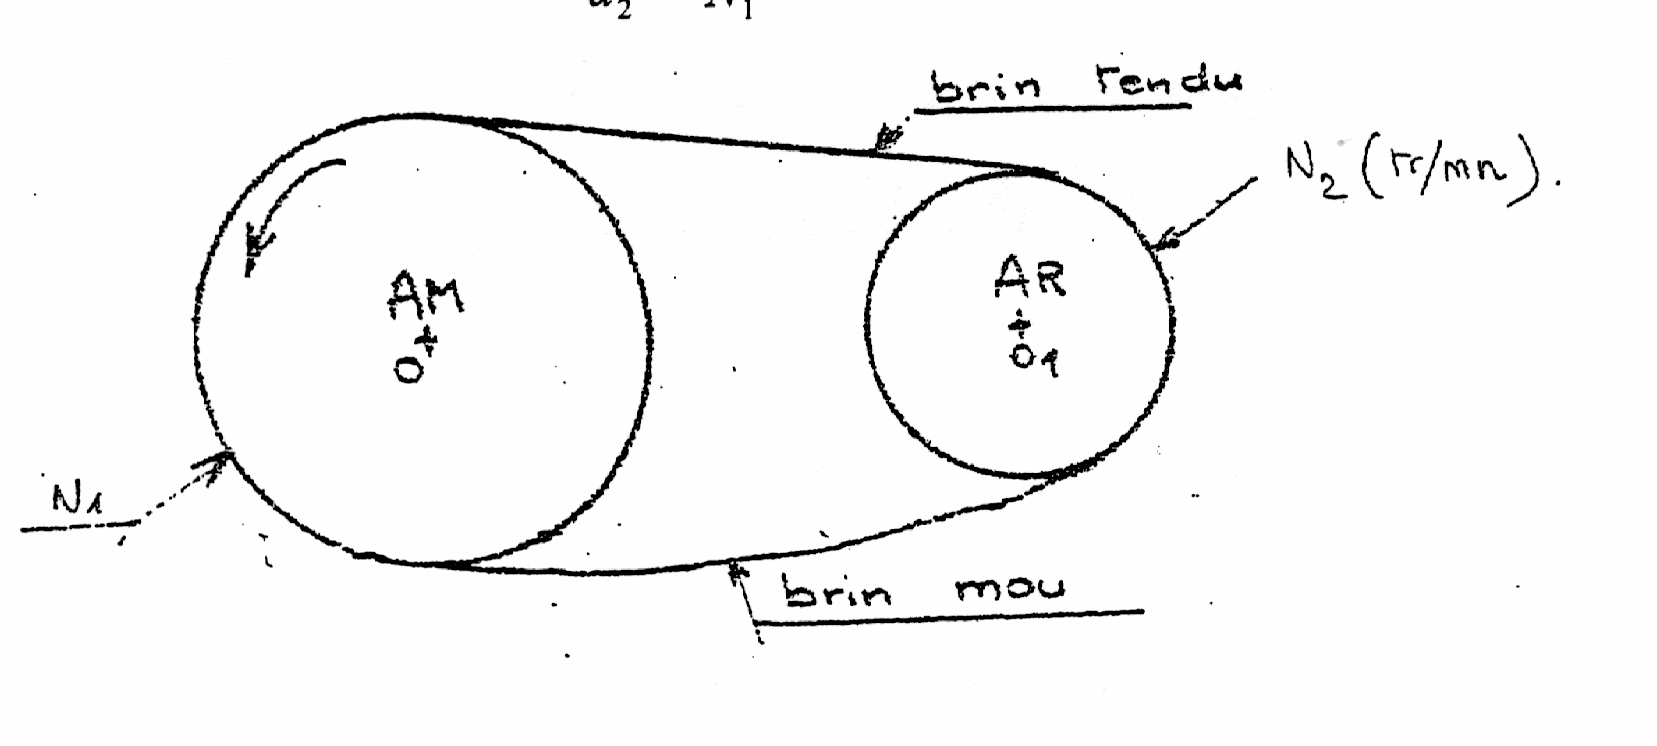 brin tendu
N₂ (tr/mn).
AM
O
AR
O₁
N₁
brin mou